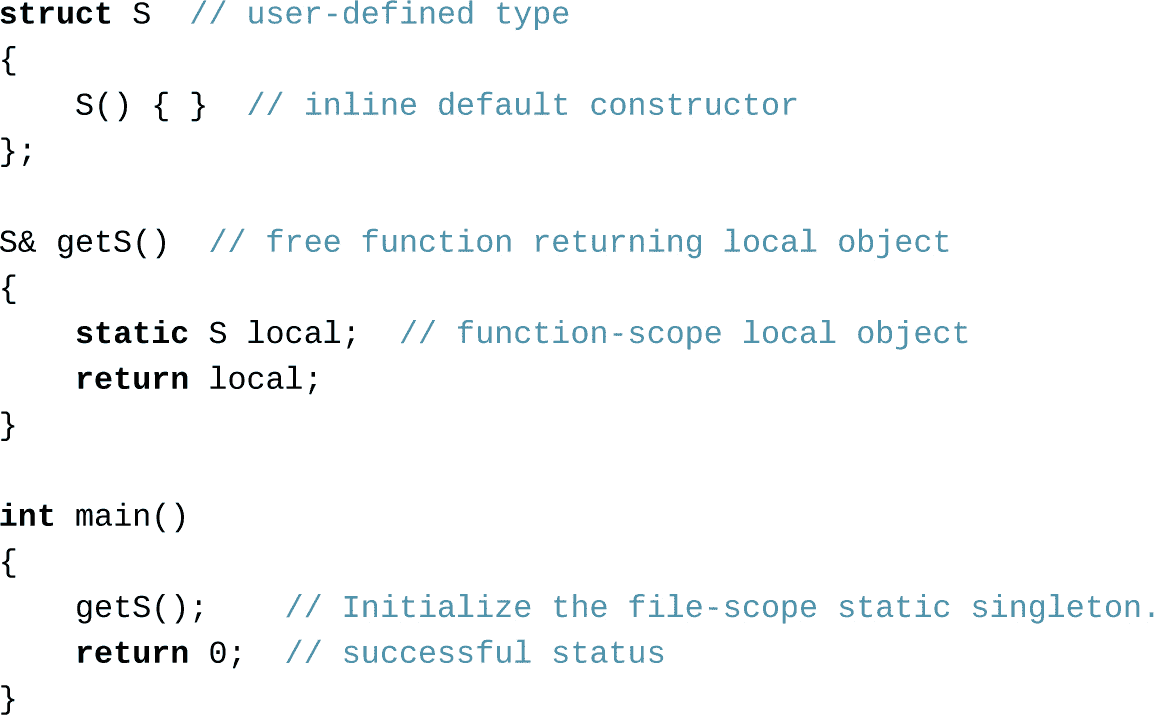 struct S  // user-defined type
{
    S() { }  // inline default constructor
};

S& getS()  // free function returning local object
{
    static S local;  // function-scope local object
    return local;
}

int main()
{
    getS();    // Initialize the file-scope static singleton.
    return 0;  // successful status
}